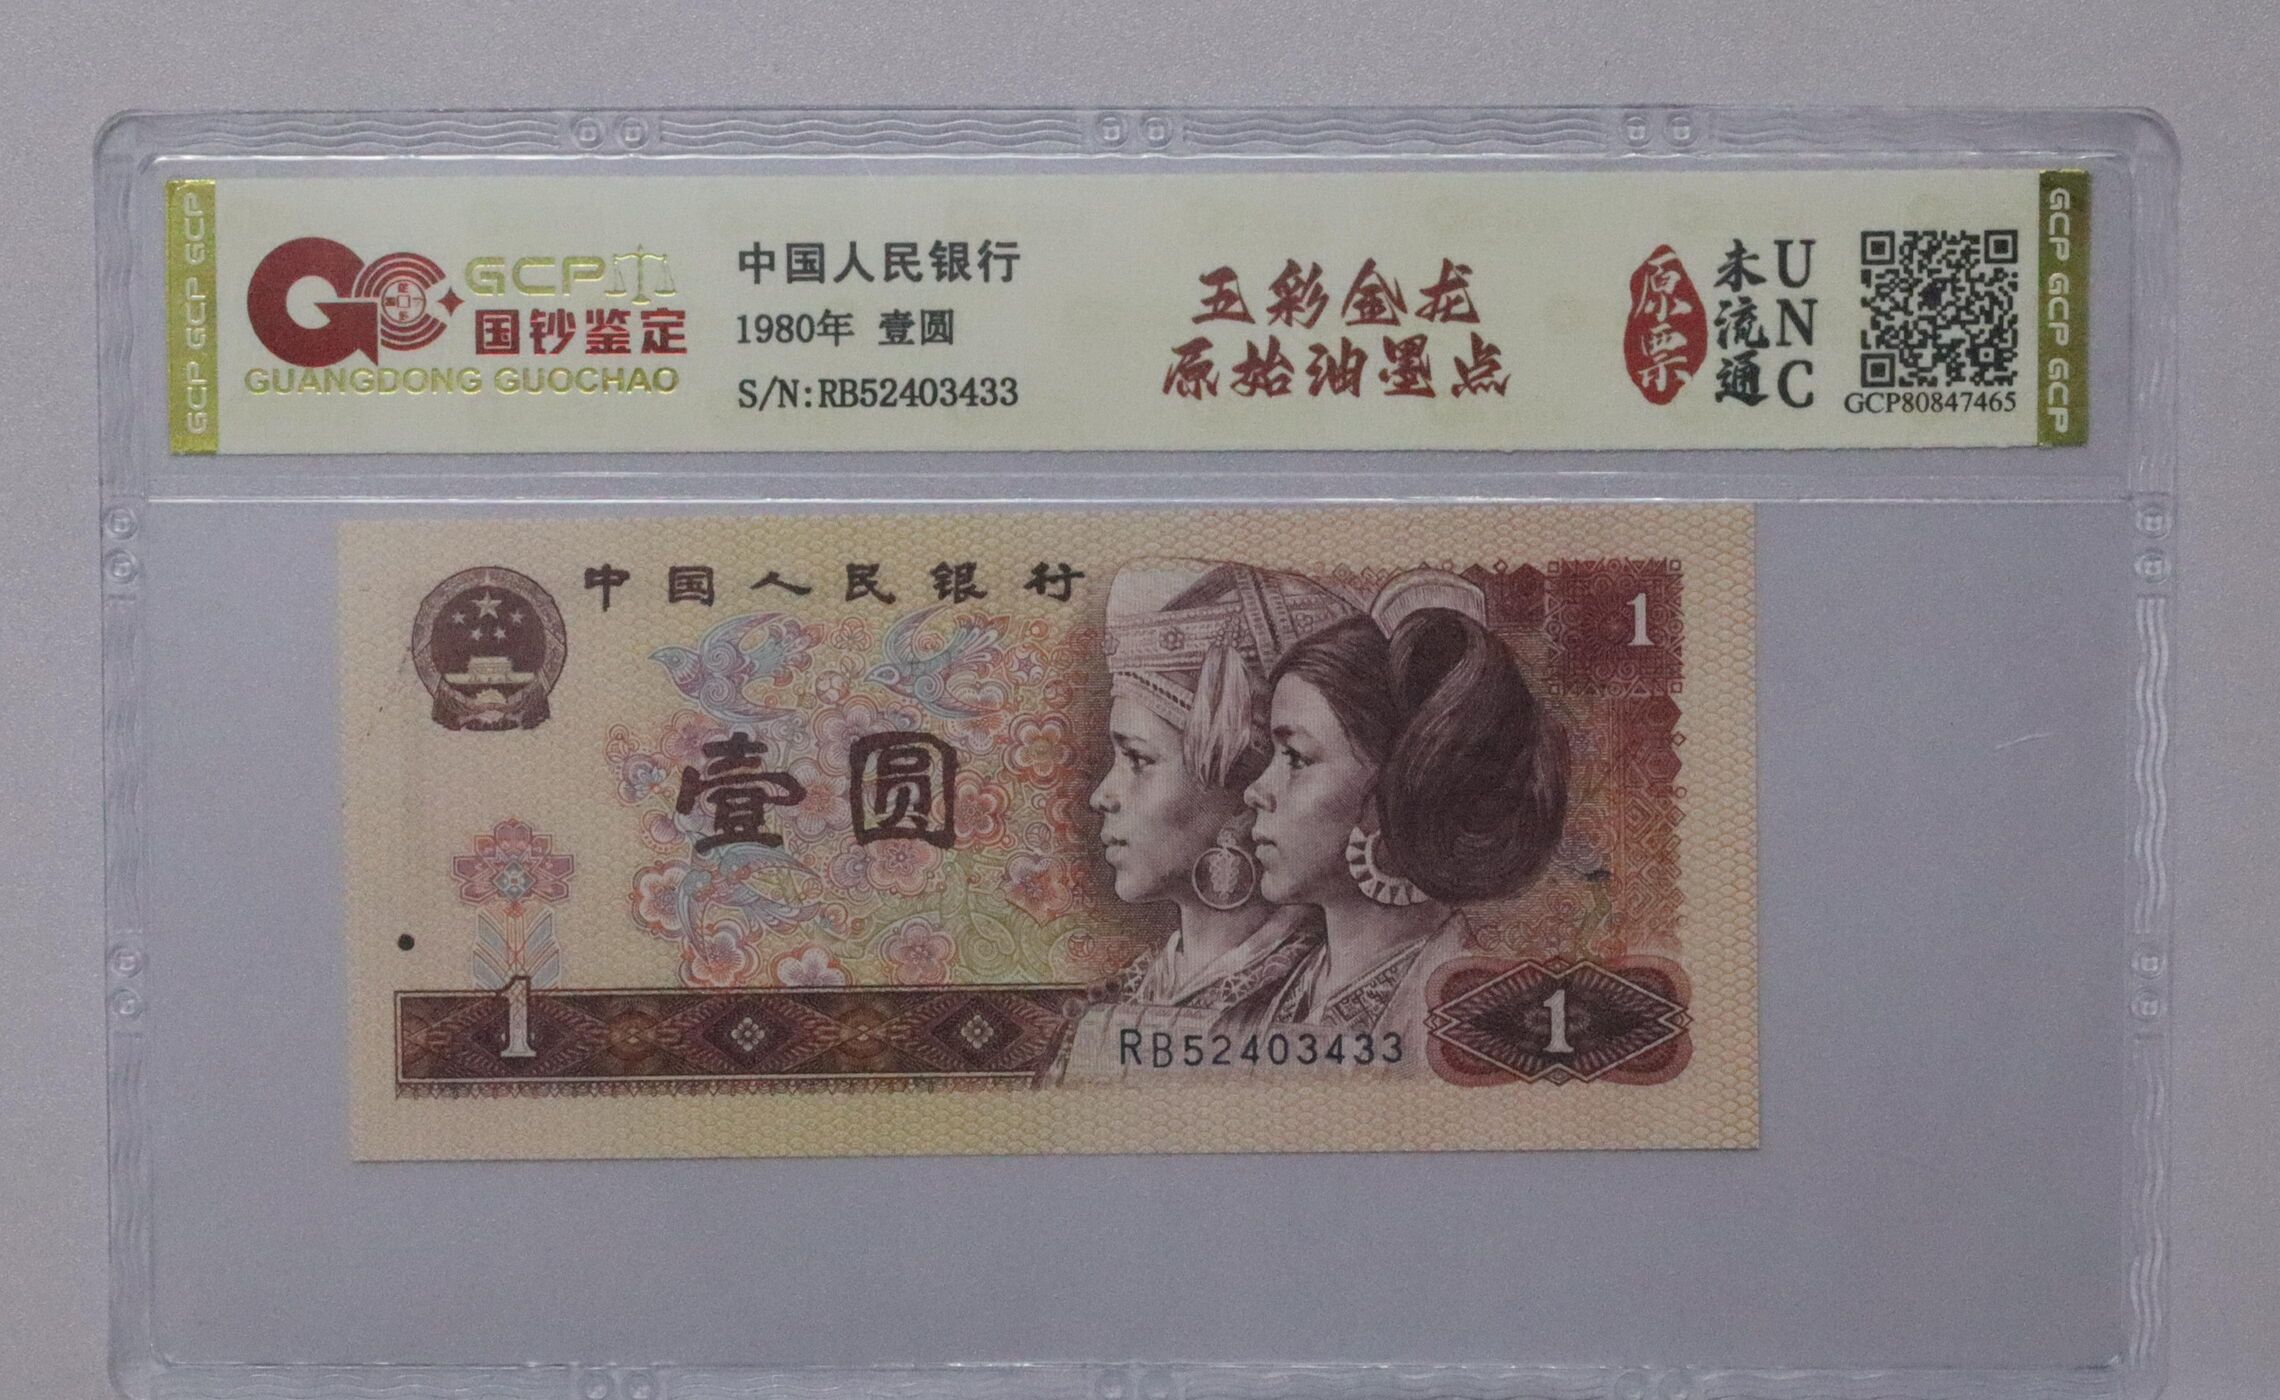 GCP GCP GCP
GCP
国钞鉴定
GUANGDONG GUOCHAO
中国人民银行
1980年 壹圆
S/N:RB52403433
五彩金龙
原始油墨点
原票
未流通
UNC
GCP80847465
GCP GCP GCP
中国人民银行
1
壹圆
1
RB52403433
1